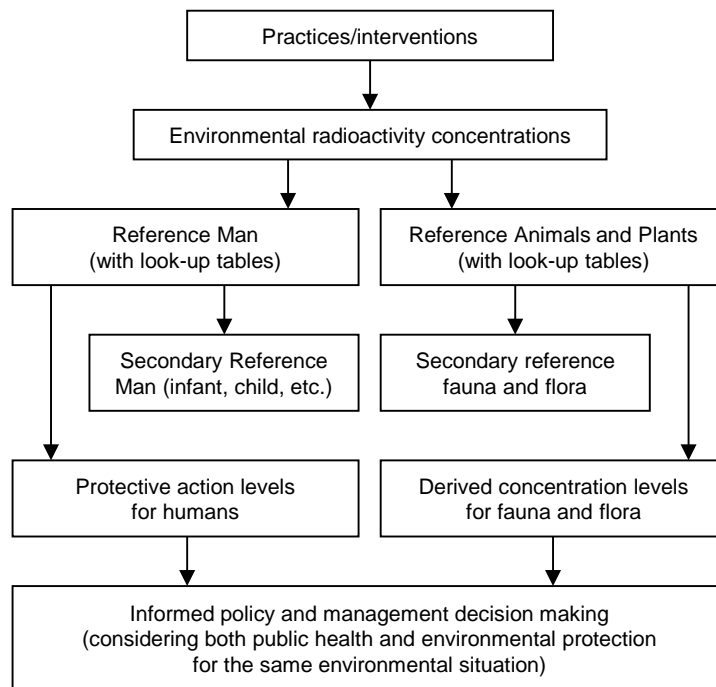 Practices/interventions
Environmental radioactivity concentrations
Reference Man
(with look-up tables)
Reference Animals and Plants
(with look-up tables)
Secondary Reference
Man (infant, child, etc.)
Secondary reference
fauna and flora
Protective action levels
for humans
Derived concentration levels
for fauna and flora
Informed policy and management decision making
(considering both public health and environmental protection
for the same environmental situation)